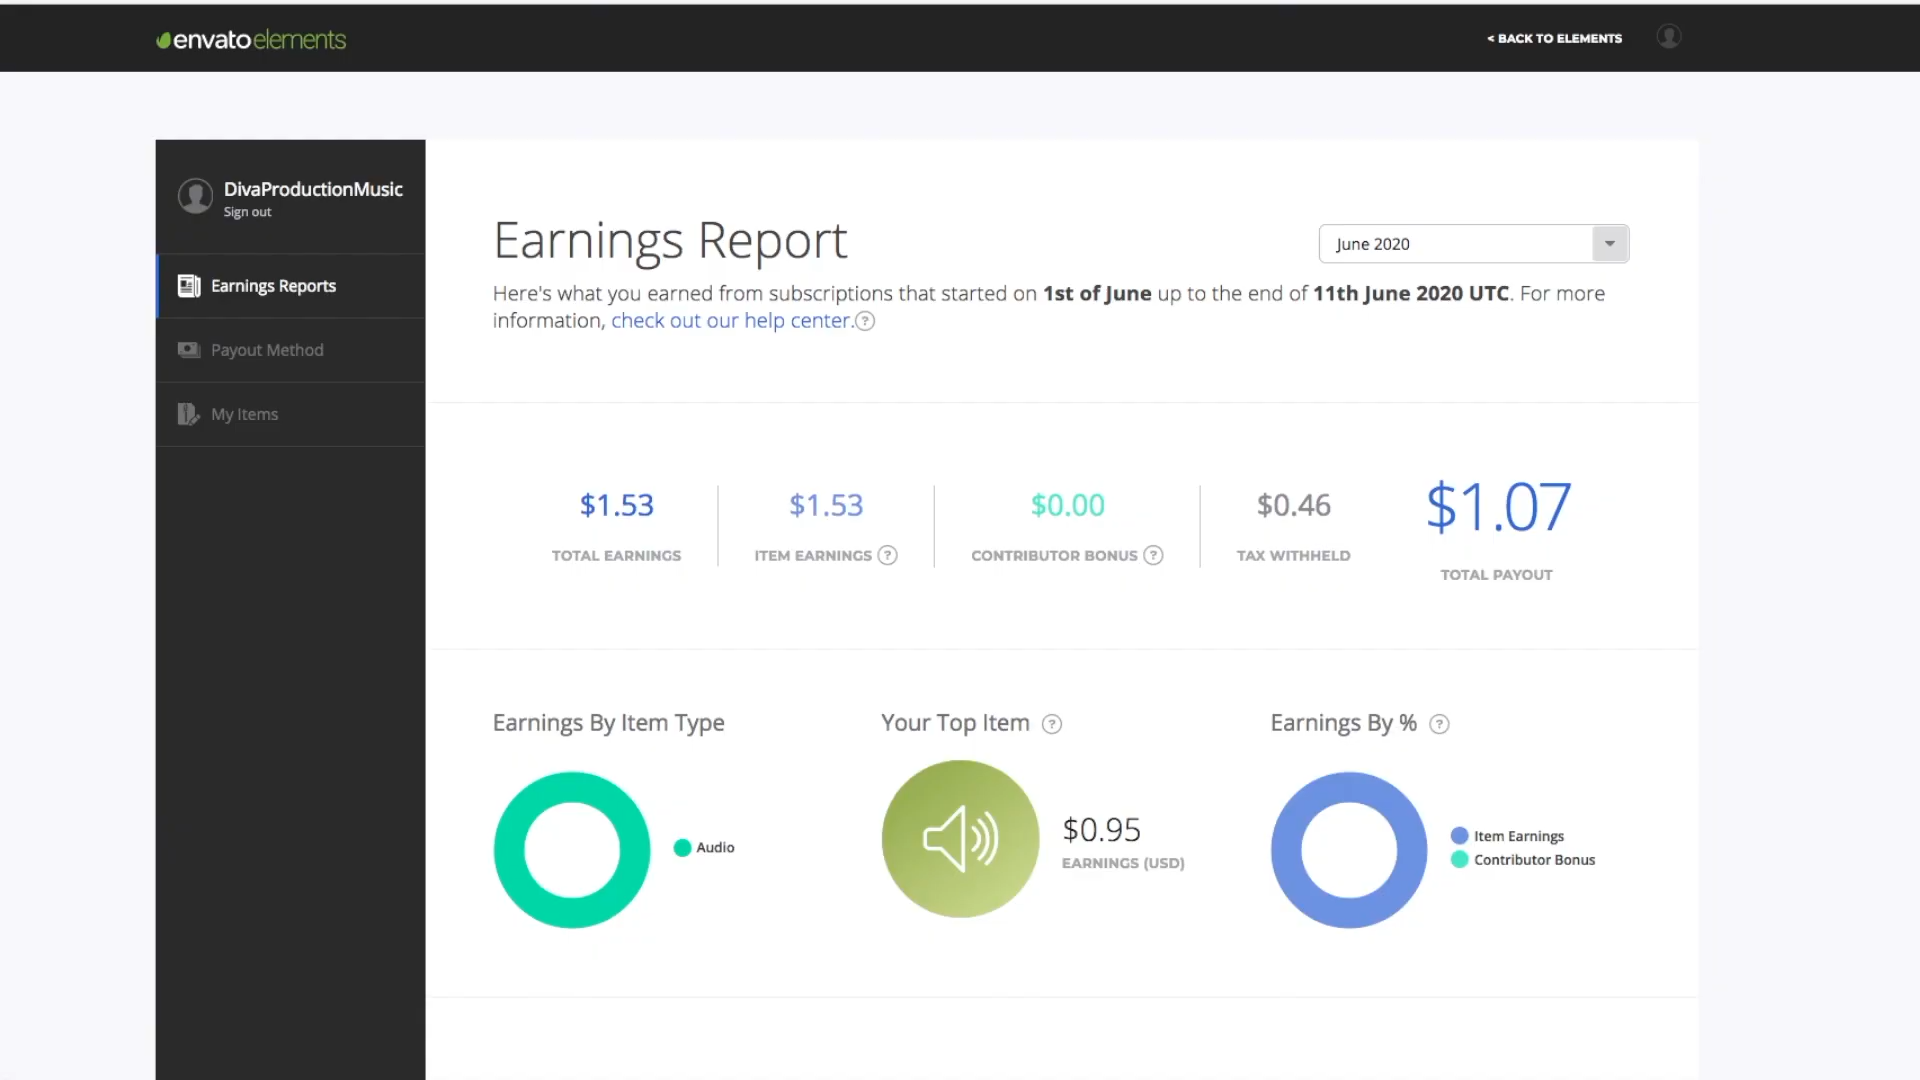 envatoelements
< BACK TO ELEMENTS
DivaProductionMusic
Sign out
Earnings Reports
Payout Method
My Items
Earnings Report
June 2020
Here's what you earned from subscriptions that started on 1st of June up to the end of 11th June 2020 UTC. For more
information, check out our help center.?
$1.53
TOTAL EARNINGS
$1.53
ITEM EARNINGS ?
$0.00
CONTRIBUTOR BONUS ?
$0.46
TAX WITHHELD
$1.07
TOTAL PAYOUT
Earnings By Item Type
Audio
Your Top Item ?
$0.95
EARNINGS (USD)
Earnings By % ?
Item Earnings
Contributor Bonus